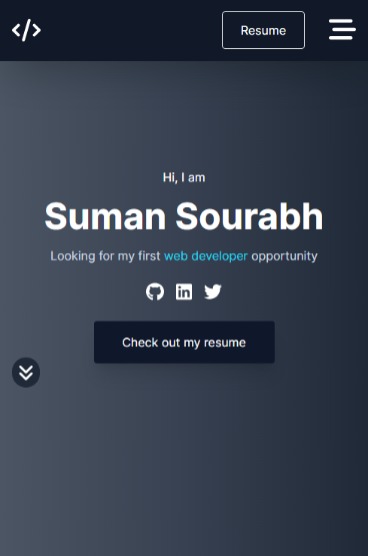 </>
Resume
Hi, I am
Suman Sourabh
Looking for my first web developer opportunity
Check out my resume